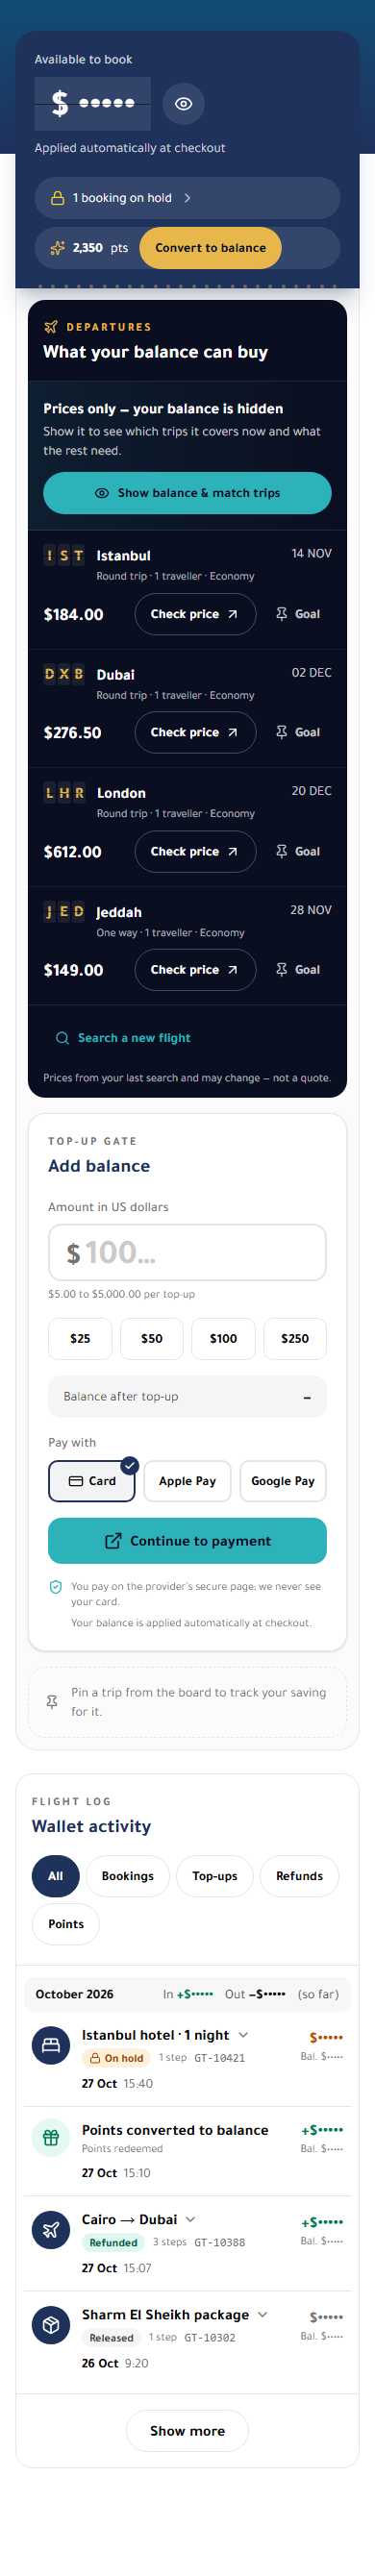 Available to book
$ •••••
Applied automatically at checkout
1 booking on hold
2,350 pts Convert to balance
DEPARTURES
What your balance can buy
Prices only – your balance is hidden
Show it to see which trips it covers now and what
the rest need.
Show balance & match trips
IST Istanbul 14 NOV
Round trip · 1 traveller · Economy
$184.00 Check price Goal
DXB Dubai 02 DEC
Round trip · 1 traveller · Economy
$276.50 Check price Goal
LHR London 20 DEC
Round trip · 1 traveller · Economy
$612.00 Check price Goal
JED Jeddah 28 NOV
One way · 1 traveller · Economy
$149.00 Check price Goal
Search a new flight
Prices from your last search and may change – not a quote.
TOP-UP GATE
Add balance
Amount in US dollars
$ 100...
$5.00 to $5,000.00 per top-up
$25 $50 $100 $250
Balance after top-up –
Pay with
Card Apple Pay Google Pay
Continue to payment
You pay on the provider's secure page; we never see
your card.
Your balance is applied automatically at checkout.
Pin a trip from the board to track your saving
for it.
FLIGHT LOG
Wallet activity
All Bookings Top-ups Refunds
Points
October 2026 In +$••••• Out –$••••• (so far)
Istanbul hotel · 1 night $•••••
On hold 1 step GT-10421 Bal. $•••••
27 Oct 15:40
Points converted to balance +$•••••
Points redeemed Bal. $•••••
27 Oct 15:10
Cairo → Dubai +$•••••
Refunded 3 steps GT-10388 Bal. $•••••
27 Oct 15:07
Sharm El Sheikh package $•••••
Released 1 step GT-10302 Bal. $•••••
26 Oct 9:20
Show more